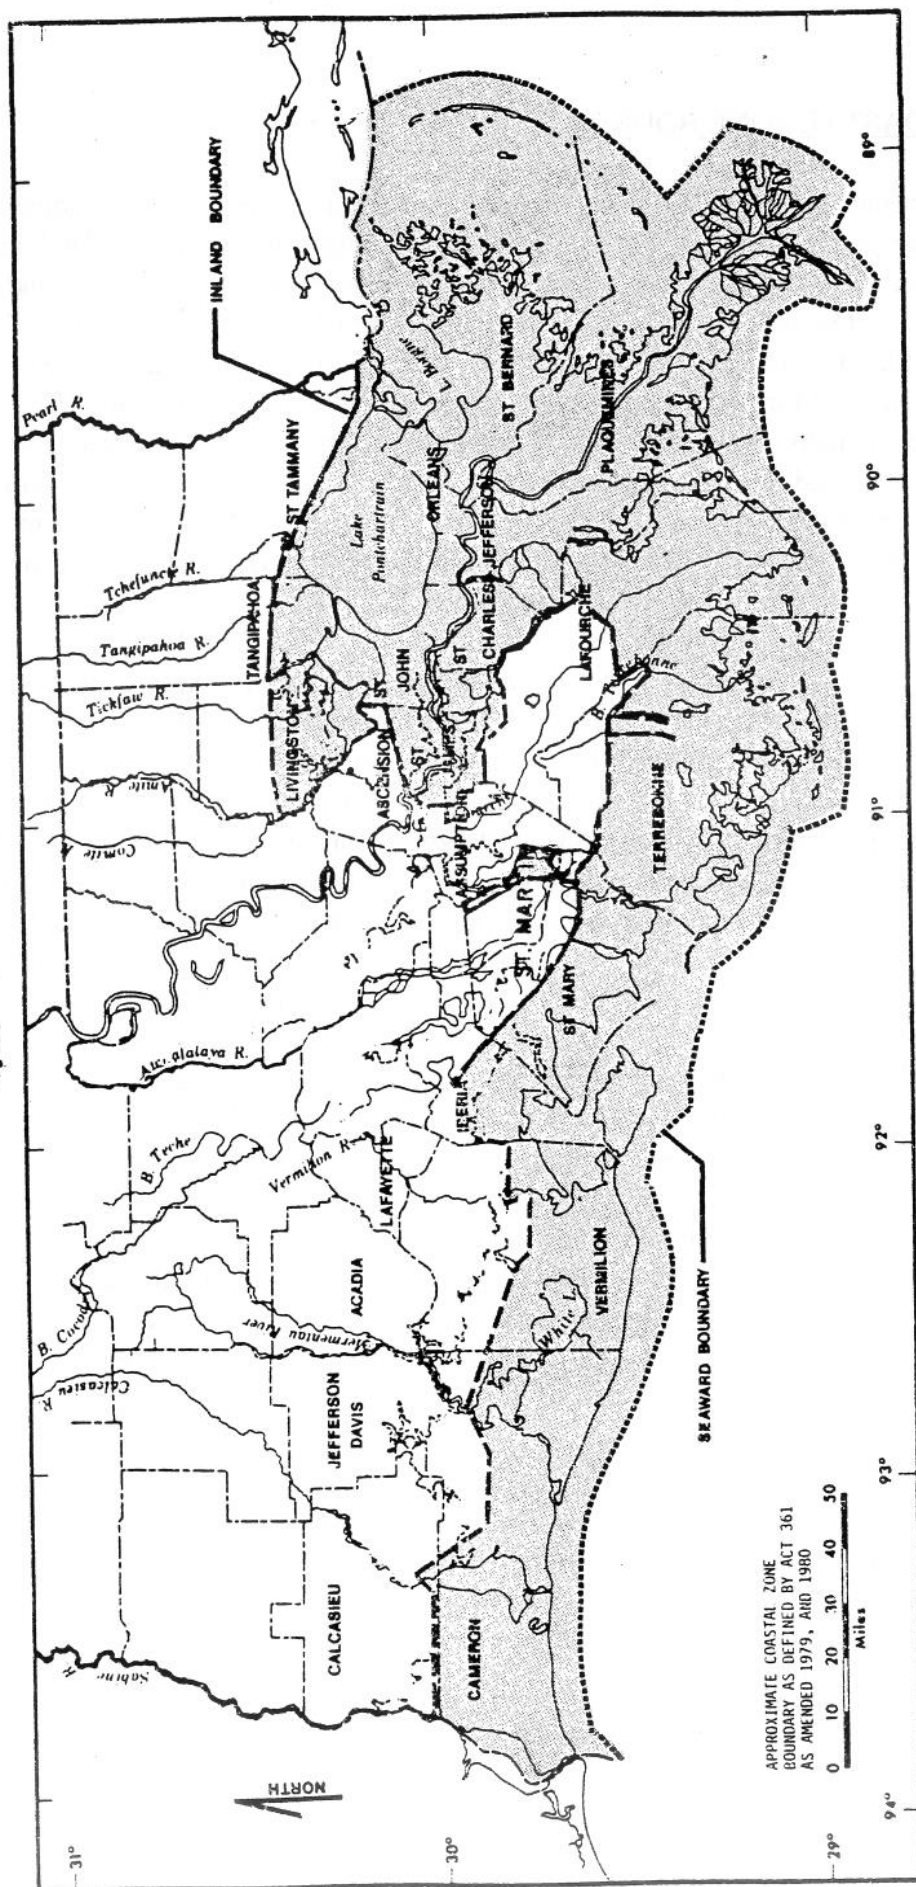 INLAND BOUNDARY
Pearl R.
Tchefuncte R.
Tangipahoa R.
Tickfaw R.
Amite R.
Comite R.
Atchafalaya R.
B. Teche
Vermilion R.
B. Cocod
Mermentau River
Calcasieu
R.
Sabine
R.
ST TAMMANY
TANGIPAHOA
LIVINGSTON
Lake
Pontchartrain
L. Borgne
ORLEANS
ST BERNARD
PLAQUEMINES
JEFFERSON
ST
CHARLES
ST
JOHN
ASCENSION
ST
ASSUMPTION
LAFOURCHE
B. Terrebonne
TERREBONNE
ST. MARTIN
ST MARY
IBERIA
LAFAYETTE
ACADIA
VERMILION
White L.
JEFFERSON
DAVIS
CALCASIEU
CAMERON
SEAWARD BOUNDARY
NORTH
APPROXIMATE COASTAL ZONE
BOUNDARY AS DEFINED BY ACT 361
AS AMENDED 1979, AND 1980
0 10 20 30 40 50
Miles
31°
30°
29°
94° 93° 92° 91° 90° 89°